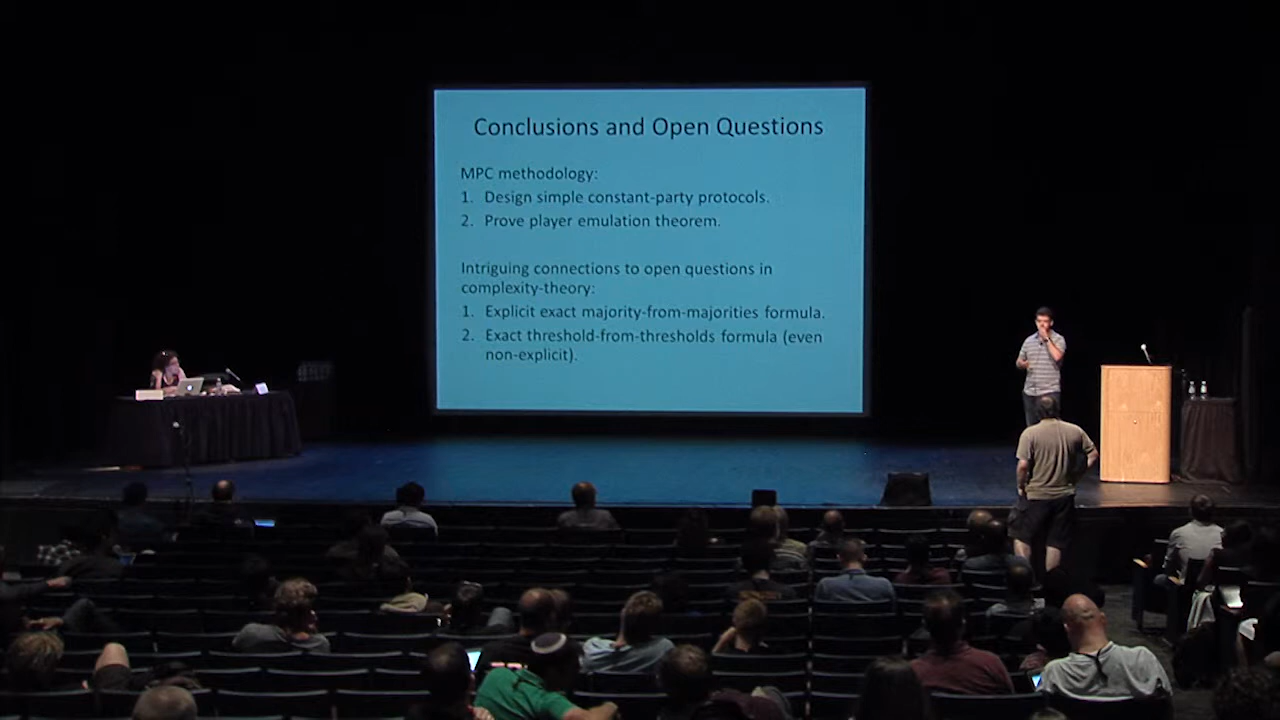 Conclusions and Open Questions
MPC methodology:
1. Design simple constant-party protocols.
2. Prove player emulation theorem.
Intriguing connections to open questions in
complexity-theory:
1. Explicit exact majority-from-majorities formula.
2. Exact threshold-from-thresholds formula (even
non-explicit).